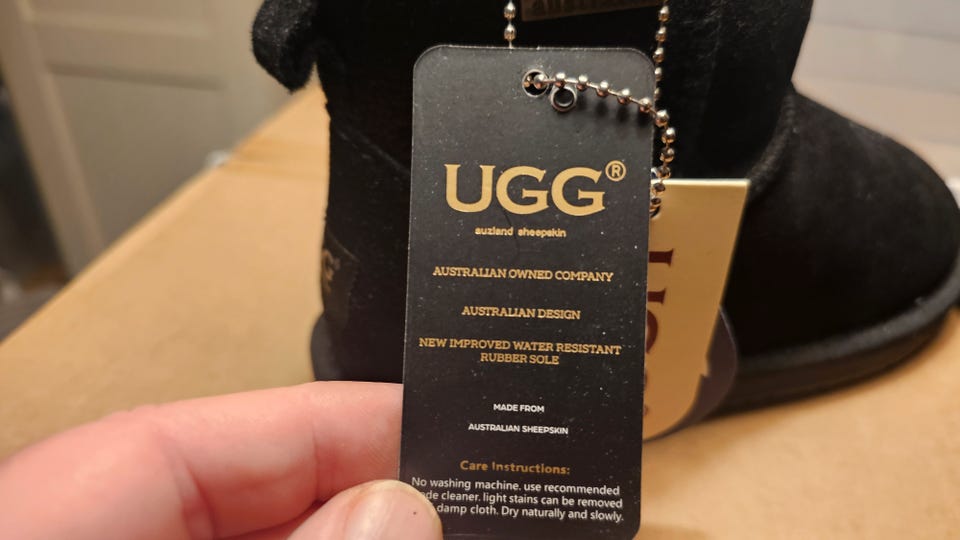 UGG®
auzland sheepskin
AUSTRALIAN OWNED COMPANY
AUSTRALIAN DESIGN
NEW IMPROVED WATER RESISTANT
RUBBER SOLE
MADE FROM
AUSTRALIAN SHEEPSKIN
Care Instructions:
No washing machine. use recommended
cleaner. light stains can be removed
damp cloth. Dry naturally and slowly.